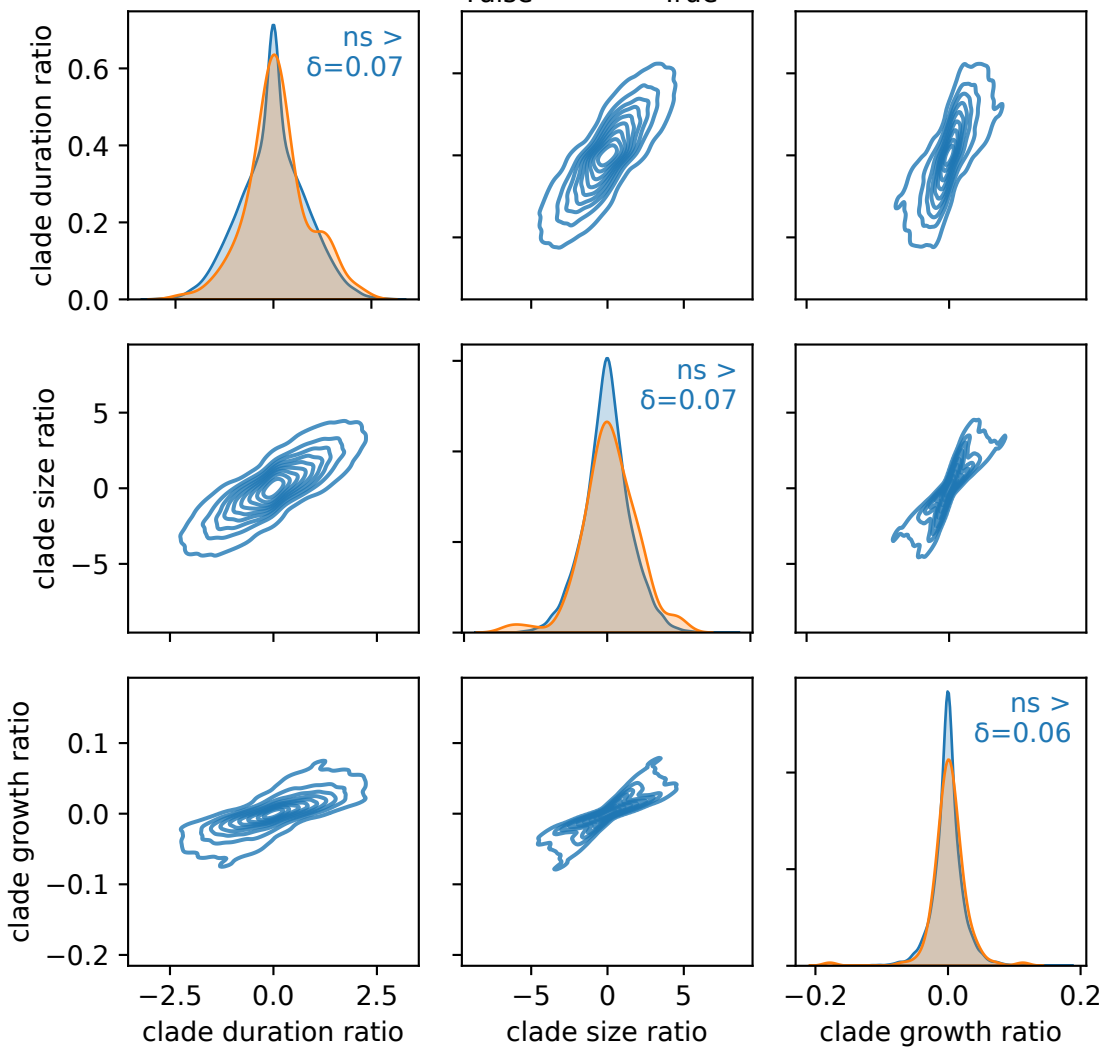 False True
clade duration ratio
0.6
0.4
0.2
0.0
ns >
δ=0.07
clade size ratio
5
0
−5
ns >
δ=0.07
clade growth ratio
0.1
0.0
−0.1
−0.2
ns >
δ=0.06
−2.5 0.0 2.5
−5 0 5
−0.2 0.0 0.2
clade duration ratio
clade size ratio
clade growth ratio